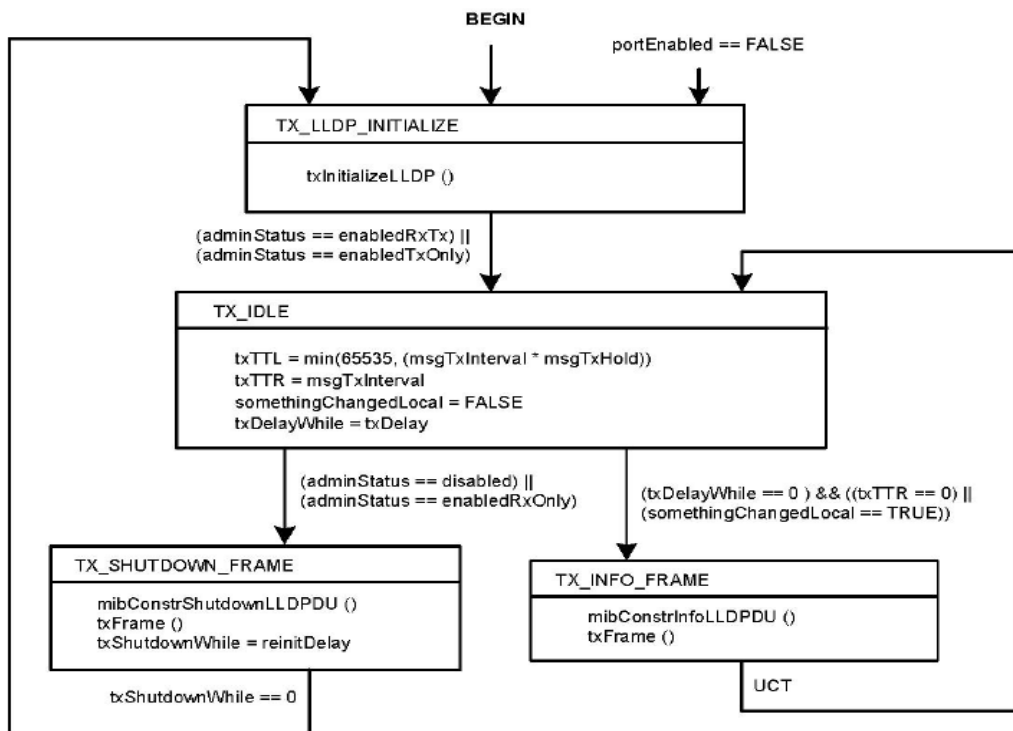 BEGIN
portEnabled == FALSE
TX_LLDP_INITIALIZE
txInitializeLLDP ()
(adminStatus == enabledRxTx) ||
(adminStatus == enabledTxOnly)
TX_IDLE
txTTL = min(65535, (msgTxInterval * msgTxHold))
txTTR = msgTxInterval
somethingChangedLocal = FALSE
txDelayWhile = txDelay
(adminStatus == disabled) ||
(adminStatus == enabledRxOnly)
(txDelayWhile == 0 ) && ((txTTR == 0) ||
(somethingChangedLocal == TRUE))
TX_SHUTDOWN_FRAME
mibConstrShutdownLLDPDU ()
txFrame ()
txShutdownWhile = reinitDelay
txShutdownWhile == 0
TX_INFO_FRAME
mibConstrInfoLLDPDU ()
txFrame ()
UCT